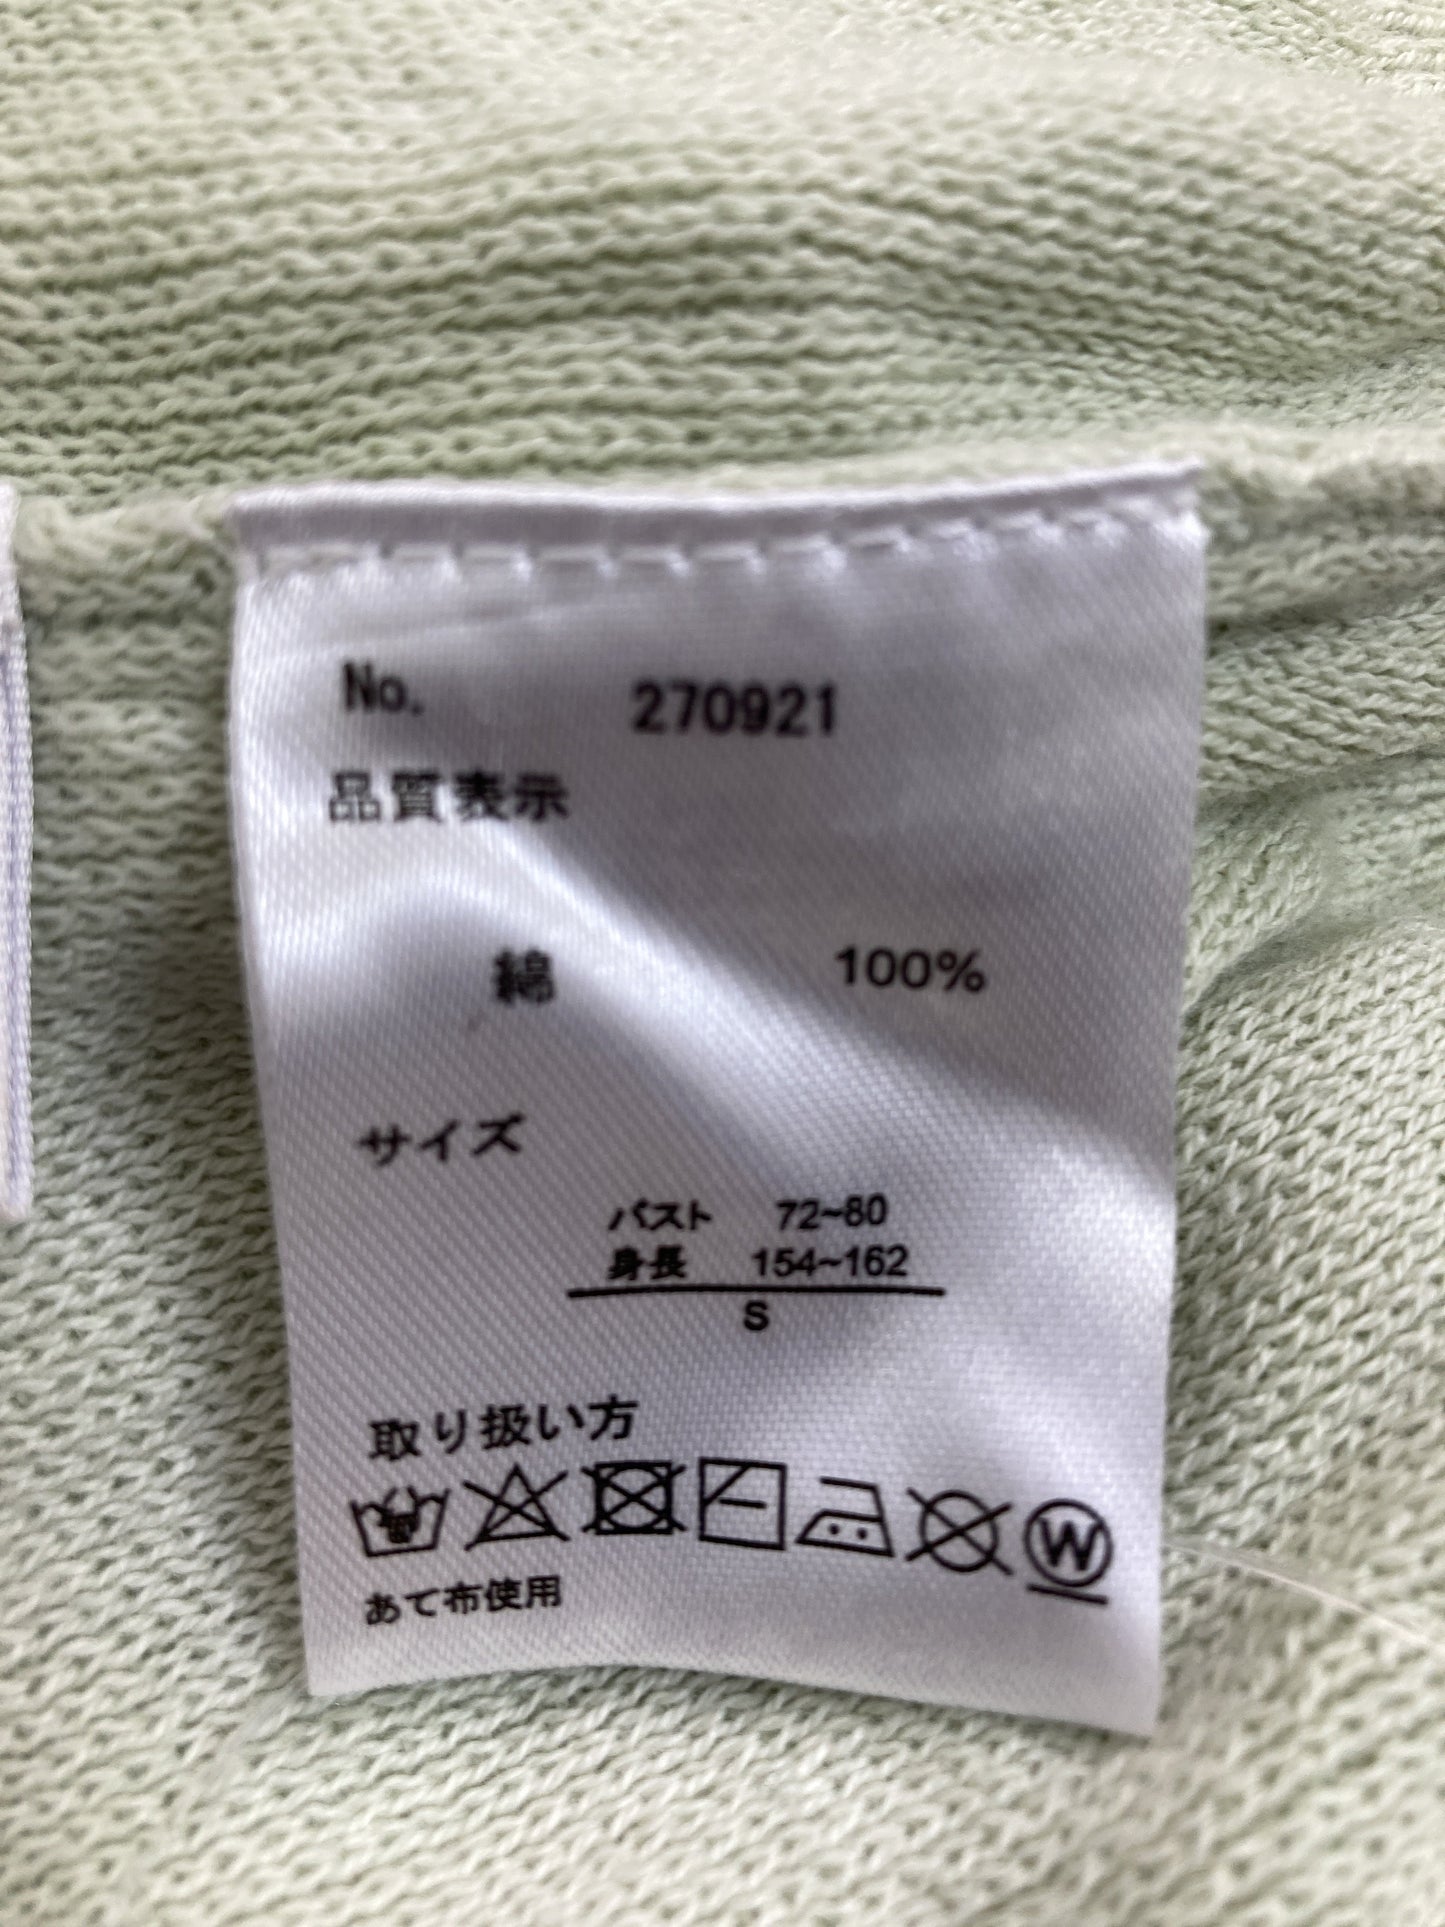 No. 270921
品質表示
綿 100%
サイズ
バスト 72~80
身長 154~162
S
取り扱い方
W
あて布使用